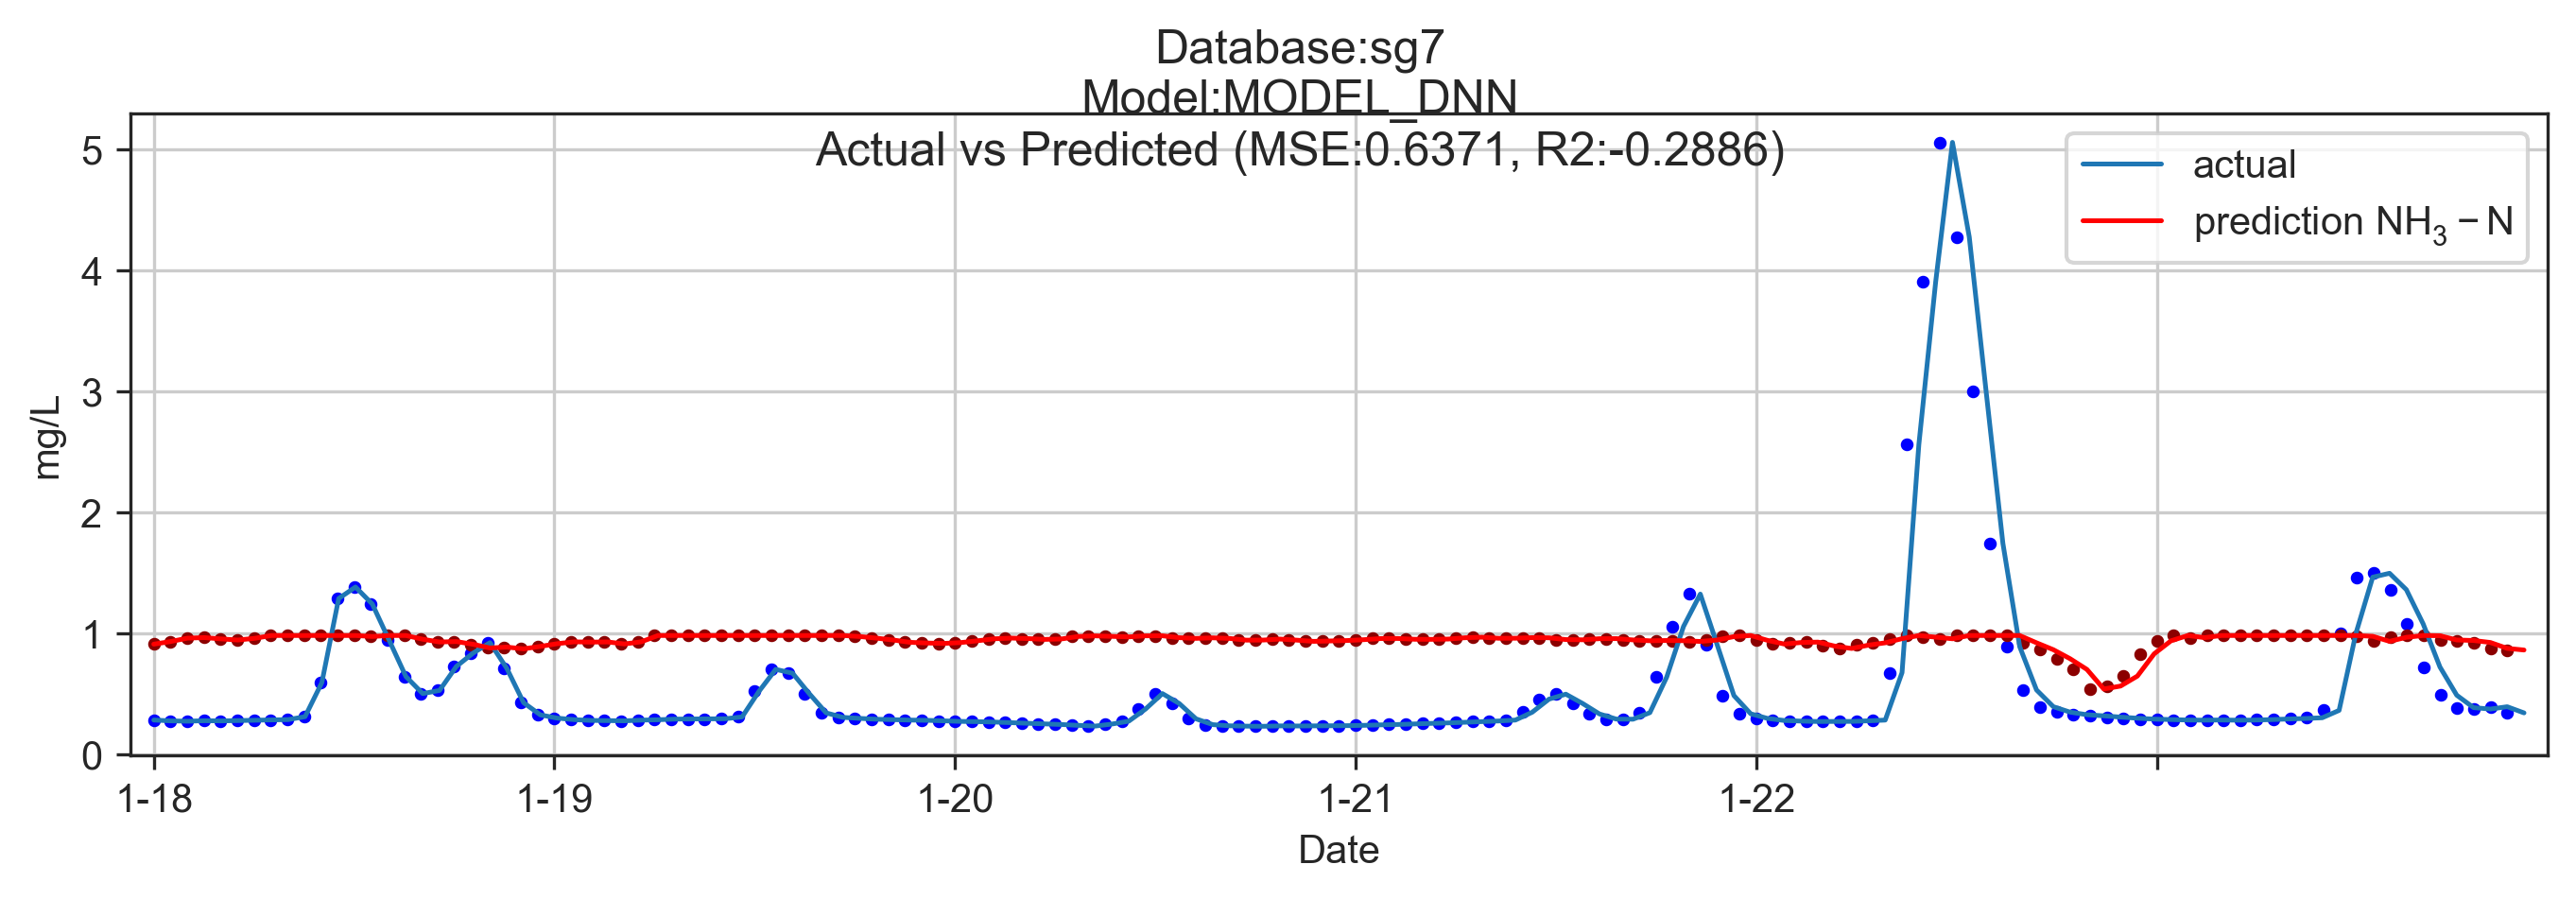 Database:sg7
Model:MODEL_DNN
Actual vs Predicted (MSE:0.6371, R2:-0.2886)
actual
prediction NH₃ − N
mg/L
5
4
3
2
1
0
1-18 1-19 1-20 1-21 1-22
Date